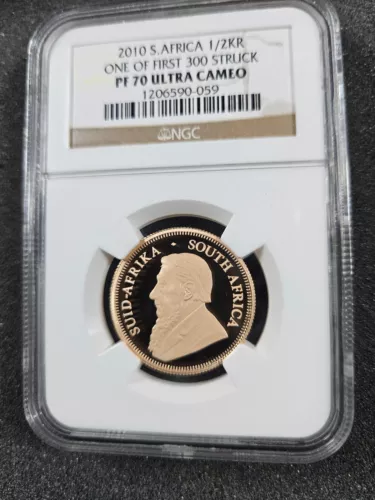 2010 S.AFRICA 1/2KR
ONE OF FIRST 300 STRUCK
PF 70 ULTRA CAMEO
1206590-059
NGC
SUID-AFRIKA · SOUTH AFRICA